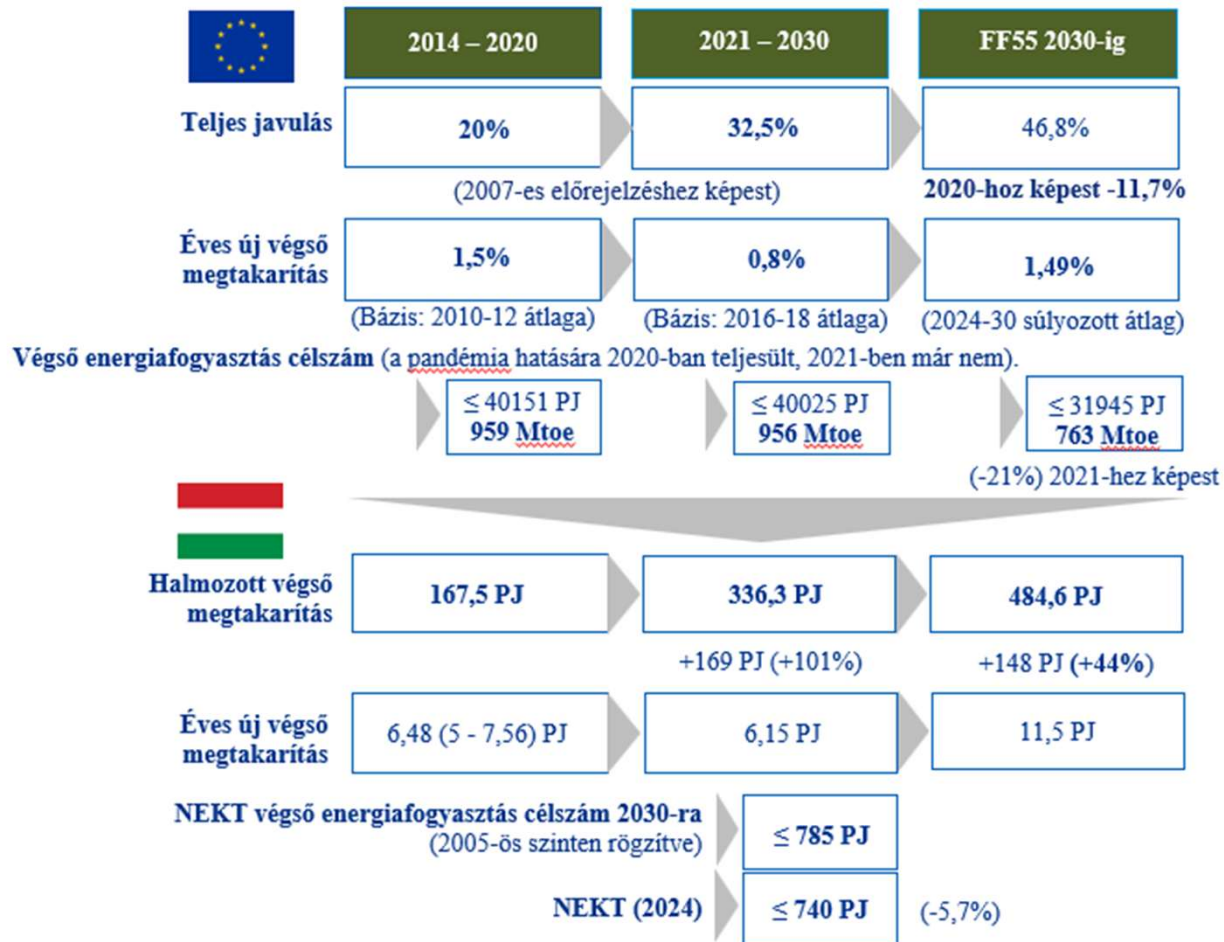 2014 – 2020
2021 – 2030
FF55 2030-ig
Teljes javulás
20%
32,5%
46,8%
(2007-es előrejelzéshez képest)
2020-hoz képest -11,7%
Éves új végső
megtakarítás
1,5%
0,8%
1,49%
(Bázis: 2010-12 átlaga)
(Bázis: 2016-18 átlaga)
(2024-30 súlyozott átlag)
Végső energiafogyasztás célszám (a pandémia hatására 2020-ban teljesült, 2021-ben már nem).
≤ 40151 PJ
959 Mtoe
≤ 40025 PJ
956 Mtoe
≤ 31945 PJ
763 Mtoe
(-21%) 2021-hez képest
Halmozott végső
megtakarítás
167,5 PJ
336,3 PJ
484,6 PJ
+169 PJ (+101%)
+148 PJ (+44%)
Éves új végső
megtakarítás
6,48 (5 - 7,56) PJ
6,15 PJ
11,5 PJ
NEKT végső energiafogyasztás célszám 2030-ra
(2005-ös szinten rögzítve)
≤ 785 PJ
NEKT (2024)
≤ 740 PJ
(-5,7%)